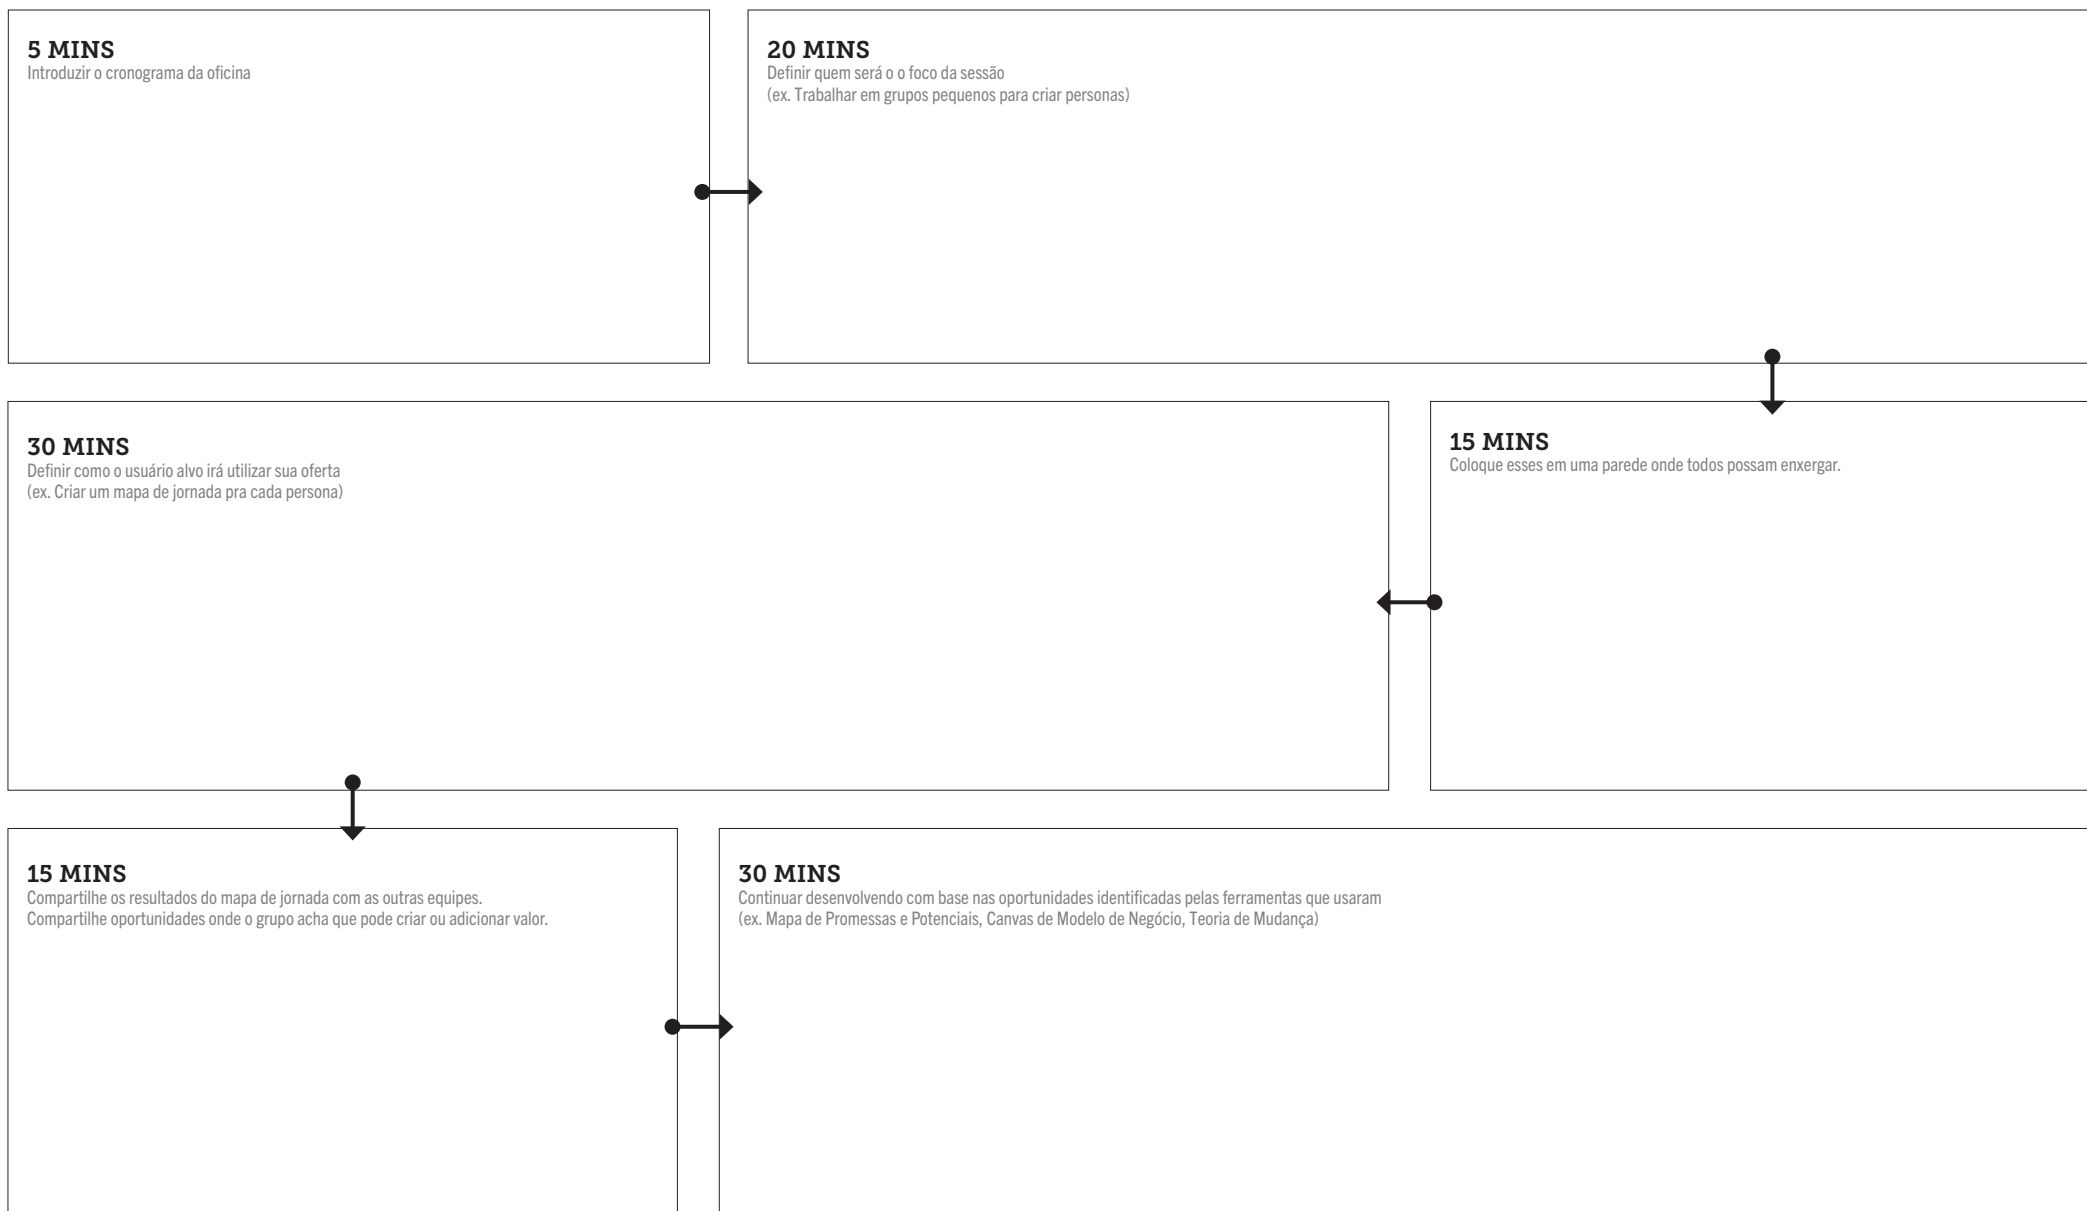 5 MINS
Introduzir o cronograma da oficina
20 MINS
Definir quem será o o foco da sessão
(ex. Trabalhar em grupos pequenos para criar personas)
15 MINS
Coloque esses em uma parede onde todos possam enxergar.
30 MINS
Definir como o usuário alvo irá utilizar sua oferta
(ex. Criar um mapa de jornada pra cada persona)
15 MINS
Compartilhe os resultados do mapa de jornada com as outras equipes.
Compartilhe oportunidades onde o grupo acha que pode criar ou adicionar valor.
30 MINS
Continuar desenvolvendo com base nas oportunidades identificadas pelas ferramentas que usaram
(ex. Mapa de Promessas e Potenciais, Canvas de Modelo de Negócio, Teoria de Mudança)